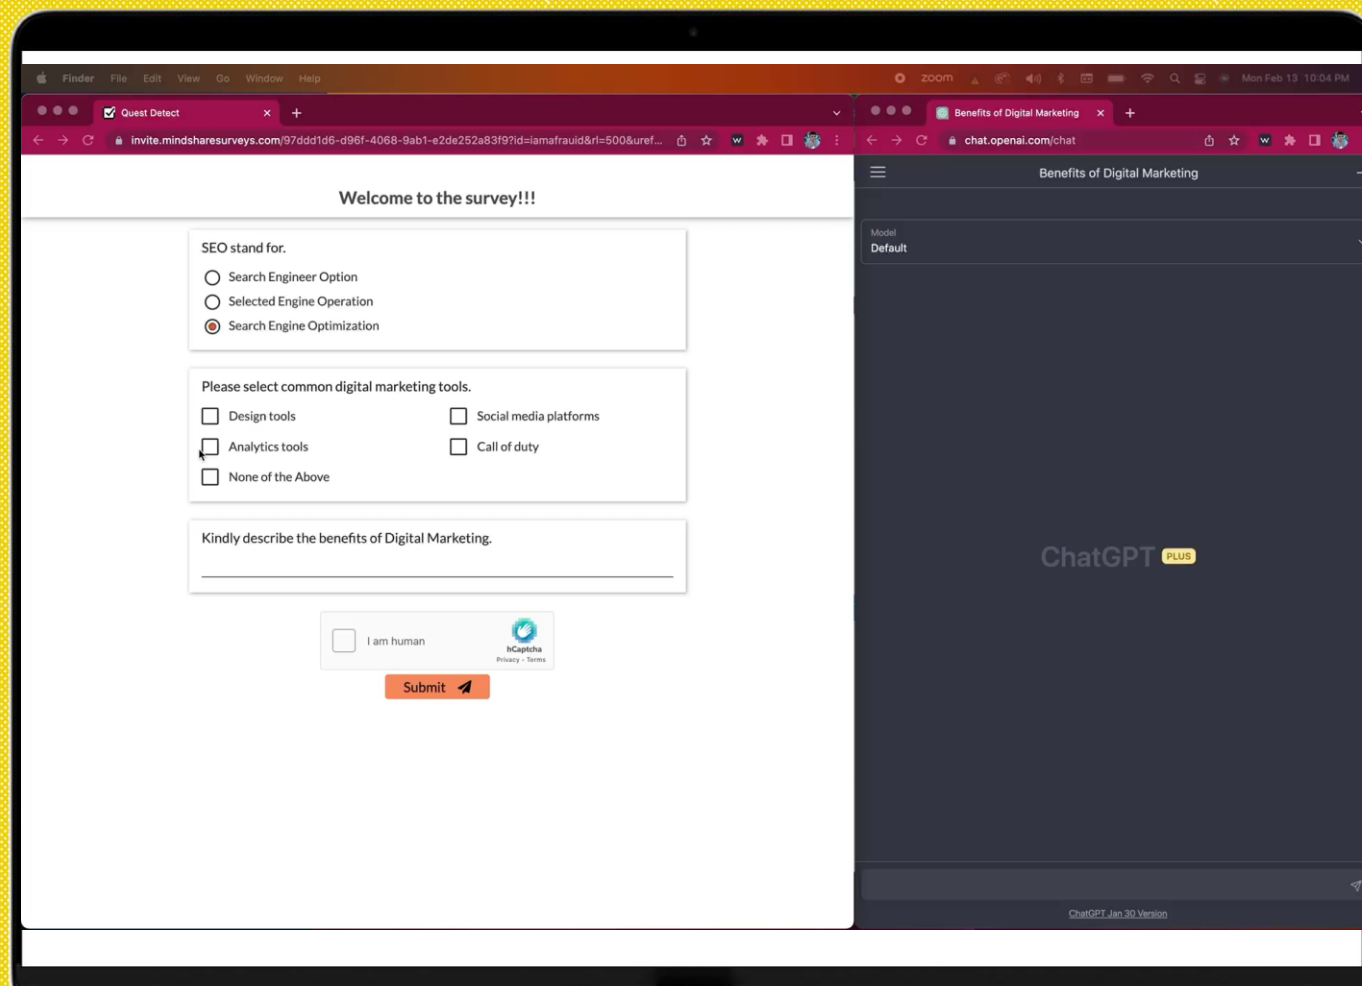 Finder File Edit View Go Window Help
zoom
Mon Feb 13 10:04 PM
Quest Detect
invite.mindsharesurveys.com/97ddd1d6-d96f-4068-9ab1-e2de252a83f9?id=iamafrauid&rl=500&uref...
Welcome to the survey!!!
SEO stand for.
Search Engineer Option
Selected Engine Operation
Search Engine Optimization
Please select common digital marketing tools.
Design tools
Social media platforms
Analytics tools
Call of duty
None of the Above
Kindly describe the benefits of Digital Marketing.
I am human
hCaptcha
Privacy - Terms
Submit
Benefits of Digital Marketing
chat.openai.com/chat
Benefits of Digital Marketing
Model
Default
ChatGPT PLUS
ChatGPT Jan 30 Version